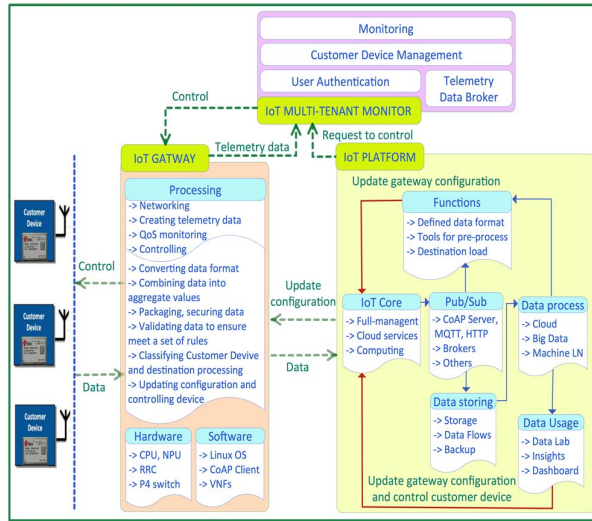 Monitoring
Customer Device Management
User Authentication
Telemetry
Data Broker
IoT MULTI-TENANT MONITOR
Control
Telemetry data
Request to control
IoT GATWAY
IoT PLATFORM
Processing
-> Networking
-> Creating telemetry data
-> QoS monitoring
-> Controlling
-> Converting data format
-> Combining data into
aggregate values
-> Packaging, securing data
-> Validating data to ensure
meet a set of rules
-> Classifying Customer Devive
and destination processing
-> Updating configuration and
controlling device
Hardware
-> CPU, NPU
-> RRC
-> P4 switch
Software
-> Linux OS
-> CoAP Client
-> VNFs
Customer
Device
Customer
Device
Customer
Device
Control
Data
Update
configuration
Data
Update gateway configuration
Functions
-> Defined data format
-> Tools for pre-process
-> Destination load
IoT Core
-> Full-managent
-> Cloud services
-> Computing
Pub/Sub
-> CoAP Server,
MQTT, HTTP
-> Brokers
-> Others
Data process
-> Cloud
-> Big Data
-> Machine LN
Data storing
-> Storage
-> Data Flows
-> Backup
Data Usage
-> Data Lab
-> Insights
-> Dashboard
Update gateway configuration
and control customer device